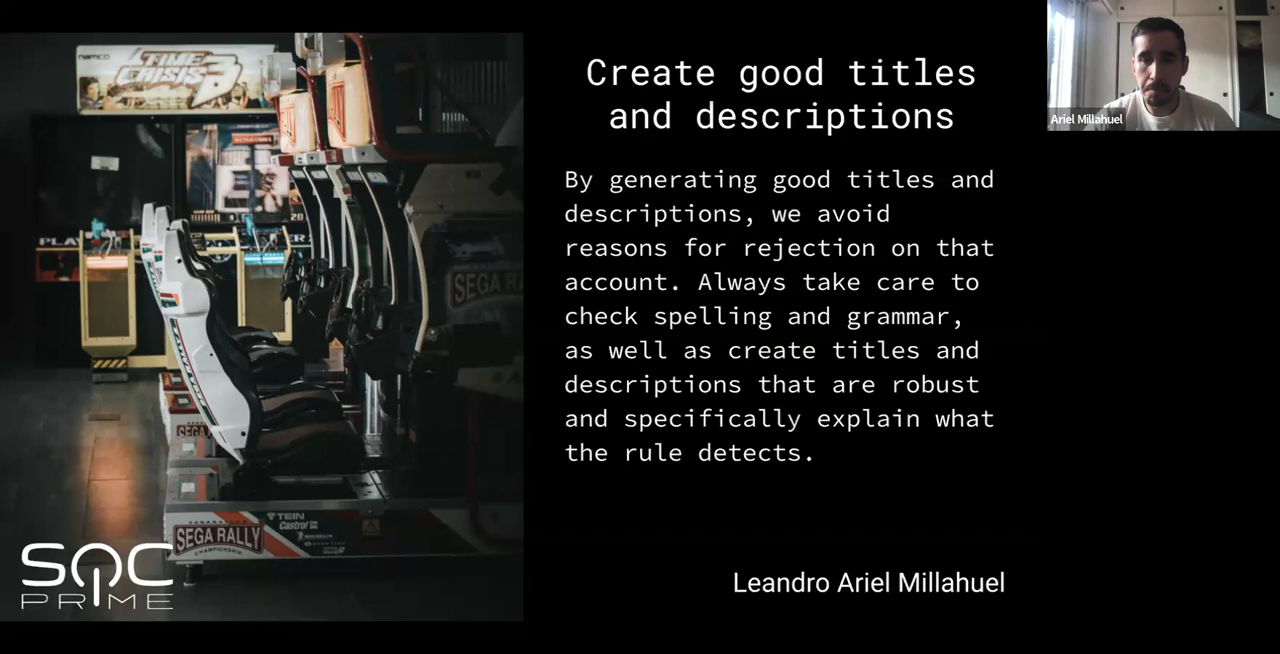 namco
TIME
CRISIS 3
Create good titles
and descriptions
Ariel Millahuel
By generating good titles and
descriptions, we avoid
reasons for rejection on that
account. Always take care to
check spelling and grammar,
as well as create titles and
descriptions that are robust
and specifically explain what
the rule detects.
SEGA
SEGA RALLY
CHAMPIONSHIP
TEIN
Castrol
SOC
PRIME
Leandro Ariel Millahuel